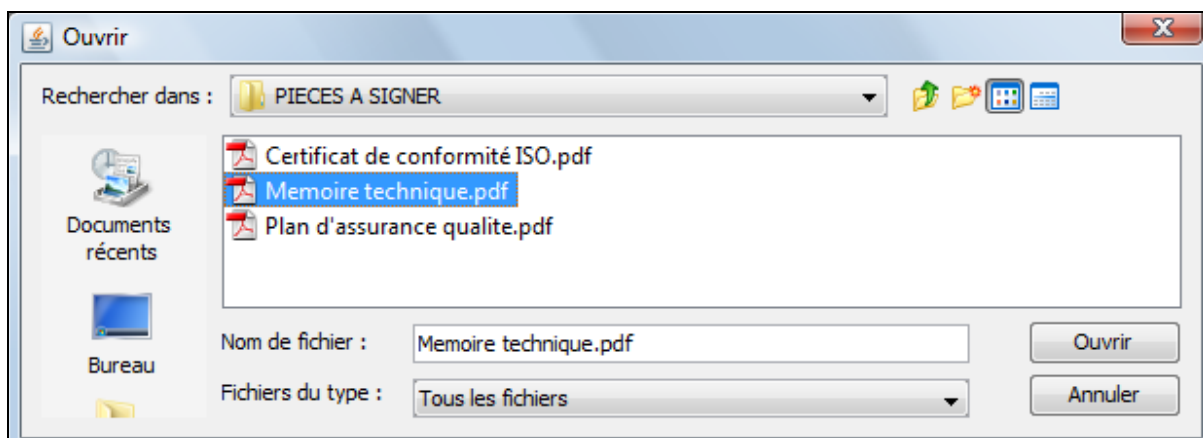 Ouvrir
Rechercher dans : PIECES A SIGNER
Certificat de conformité ISO.pdf
Memoire technique.pdf
Plan d'assurance qualite.pdf
Documents
récents
Bureau
Nom de fichier : Memoire technique.pdf Ouvrir
Fichiers du type : Tous les fichiers Annuler